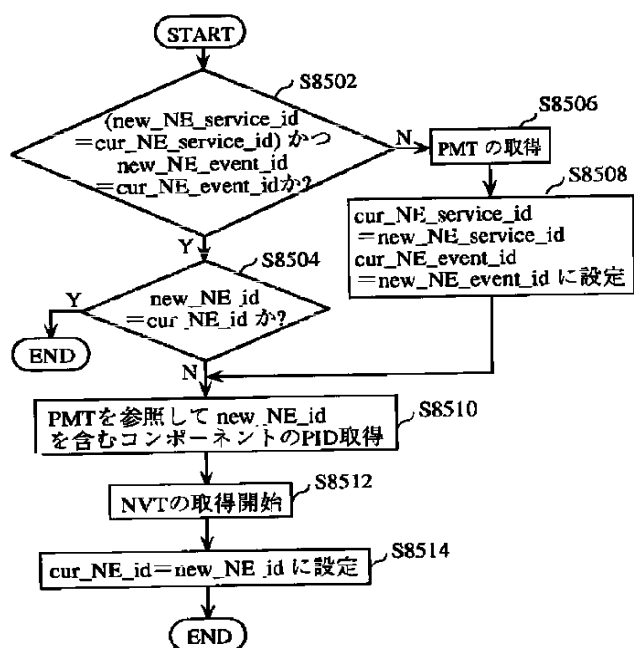 START
S8502
(new_NE_service_id
=cur_NE_service_id) かつ
new_NE_event_id
=cur_NE_event_idか?
N
S8506
PMT の取得
S8508
cur_NE_service_id
=new_NE_service_id
cur_NE_event_id
=new_NE_event_id に設定
Y
S8504
new_NE_id
=cur_NE_id か?
Y
END
N
S8510
PMTを参照して new_NE_id
を含むコンポーネントのPID取得
S8512
NVTの取得開始
S8514
cur_NE_id=new_NE_id に設定
END